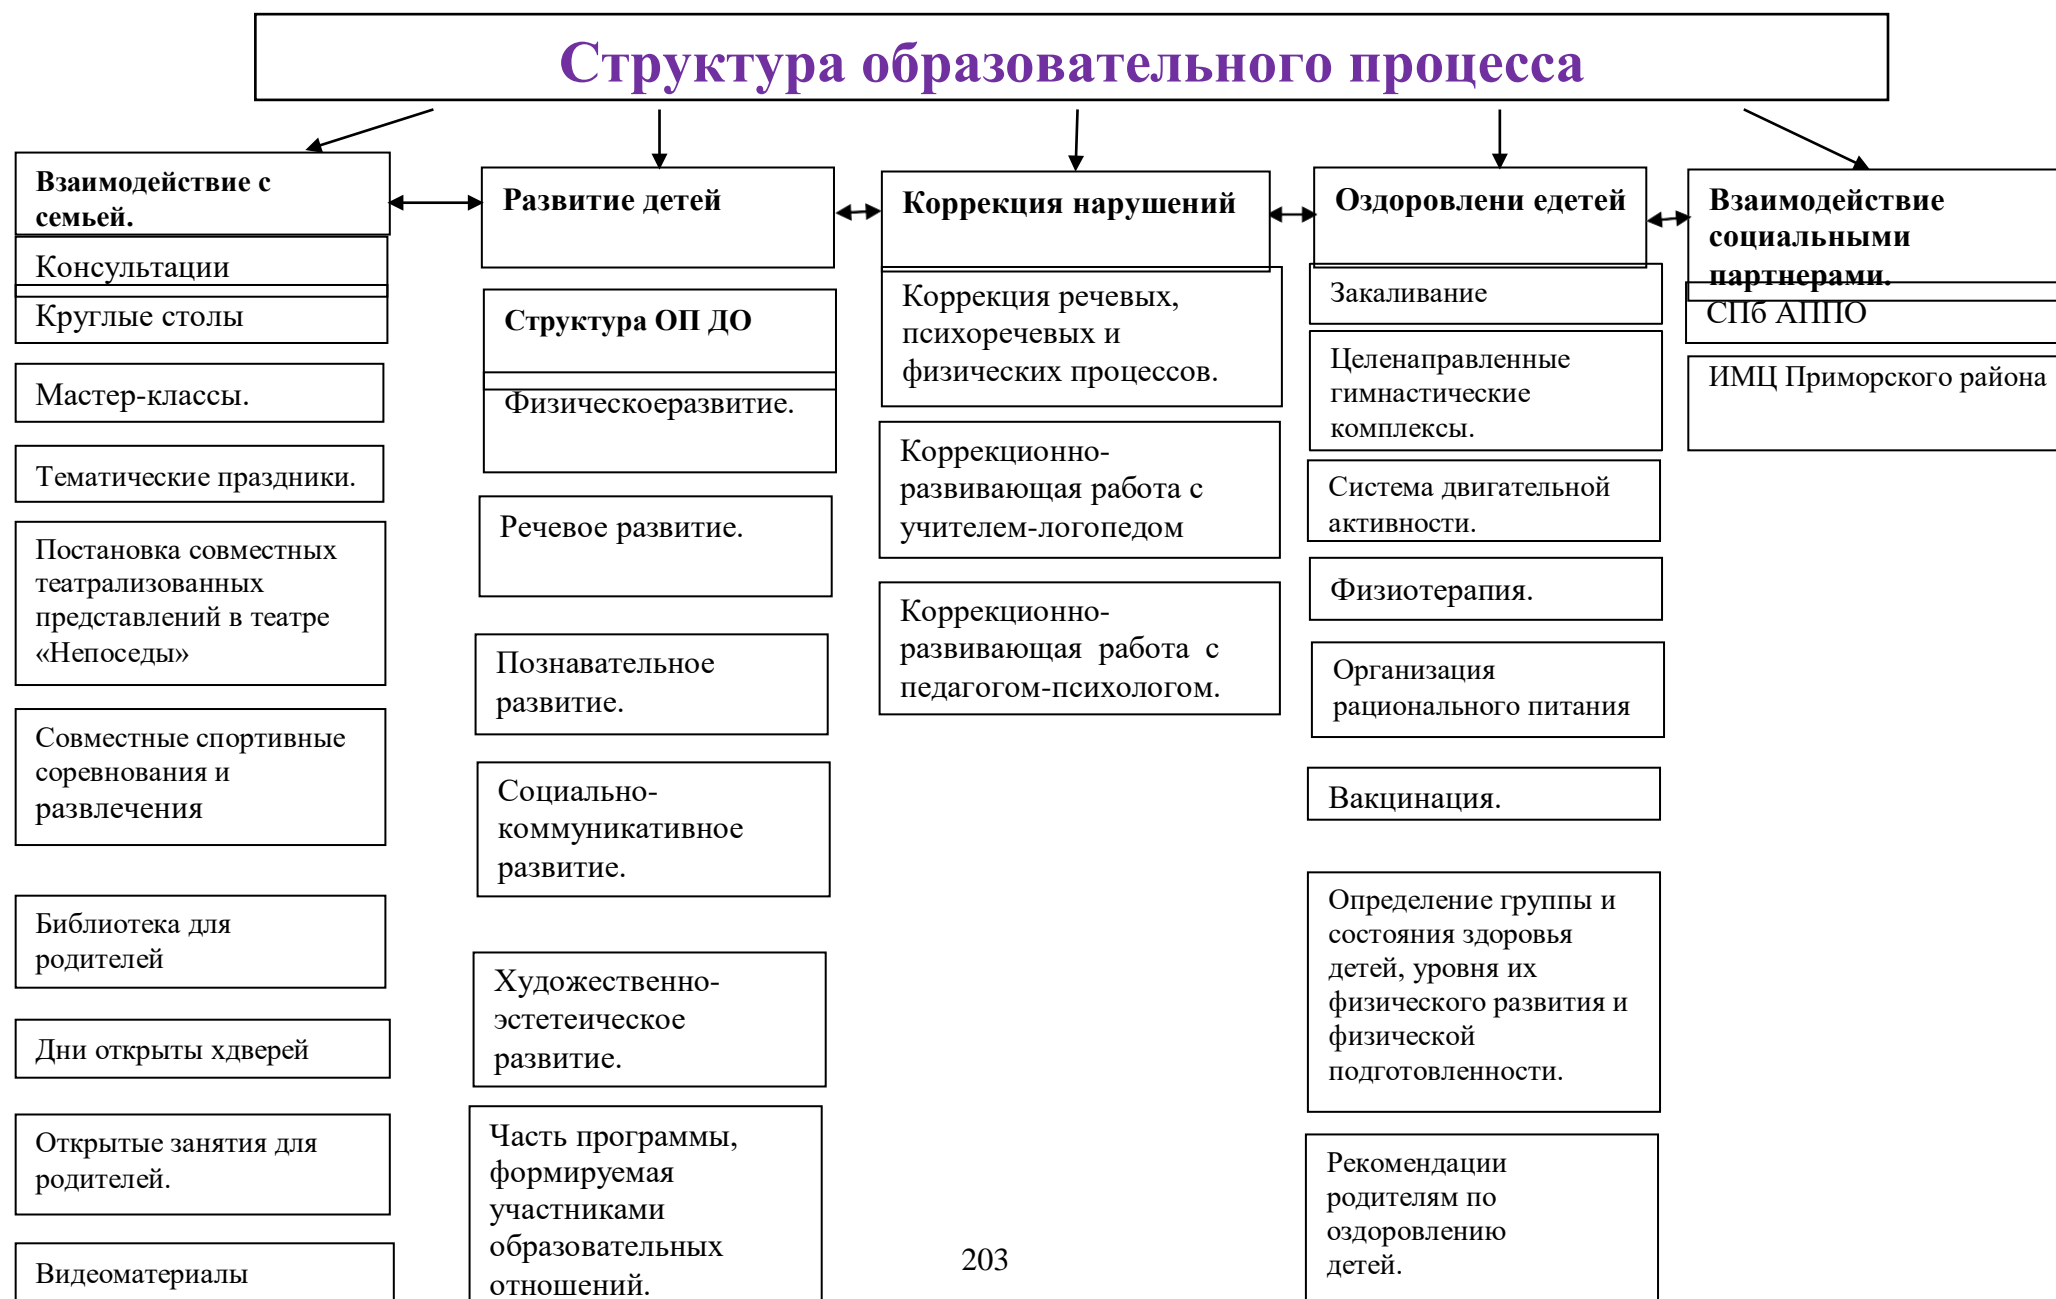 Структура образовательного процесса
Взаимодействие с
семьей.
Консультации
Круглые столы
Мастер-классы.
Тематические праздники.
Постановка совместных
театрализованных
представлений в театре
«Непоседы»
Совместные спортивные
соревнования и
развлечения
Библиотека для
родителей
Дни открыты хдверей
Открытые занятия для
родителей.
Видеоматериалы
Развитие детей
Структура ОП ДО
Физическоеразвитие.
Речевое развитие.
Познавательное
развитие.
Социально-
коммуникативное
развитие.
Художественно-
эстетеическое
развитие.
Часть программы,
формируемая
участниками
образовательных
отношений.
Коррекция нарушений
Коррекция речевых,
психоречевых и
физических процессов.
Коррекционно-
развивающая работа с
учителем-логопедом
Коррекционно-
развивающая работа с
педагогом-психологом.
Оздоровлени едетей
Закаливание
Целенаправленные
гимнастические
комплексы.
Система двигательной
активности.
Физиотерапия.
Организация
рационального питания
Вакцинация.
Определение группы и
состояния здоровья
детей, уровня их
физического развития и
физической
подготовленности.
Рекомендации
родителям по
оздоровлению
детей.
Взаимодействие
социальными
партнерами.
СПб АППО
ИМЦ Приморского района
203